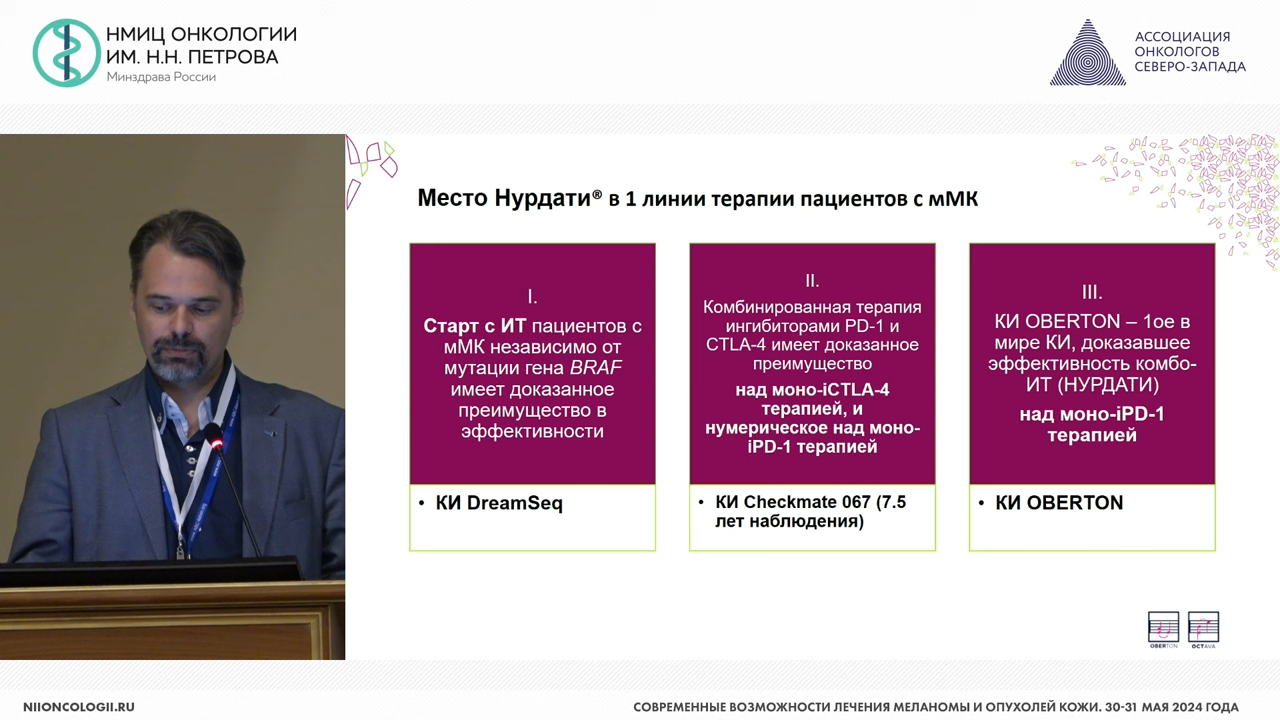 НМИЦ ОНКОЛОГИИ
ИМ. Н.Н. ПЕТРОВА
Минздрава России
АССОЦИАЦИЯ
ОНКОЛОГОВ
СЕВЕРО-ЗАПАДА
Место Нурдати® в 1 линии терапии пациентов с мМК
I.
Старт с ИТ пациентов с
мМК независимо от
мутации гена BRAF
имеет доказанное
преимущество в
эффективности
• КИ DreamSeq
II.
Комбинированная терапия
ингибиторами PD-1 и
CTLA-4 имеет доказанное
преимущество
над моно-iCTLA-4
терапией, и
нумерическое над моно-
iPD-1 терапией
• КИ Checkmate 067 (7.5
лет наблюдения)
III.
КИ OBERTON – 1ое в
мире КИ, доказавшее
эффективность комбо-
ИТ (НУРДАТИ)
над моно-iPD-1
терапией
• КИ OBERTON
OBERTON
OCTAVA
NIIONCOLOGII.RU
СОВРЕМЕННЫЕ ВОЗМОЖНОСТИ ЛЕЧЕНИЯ МЕЛАНОМЫ И ОПУХОЛЕЙ КОЖИ. 30-31 МАЯ 2024 ГОДА